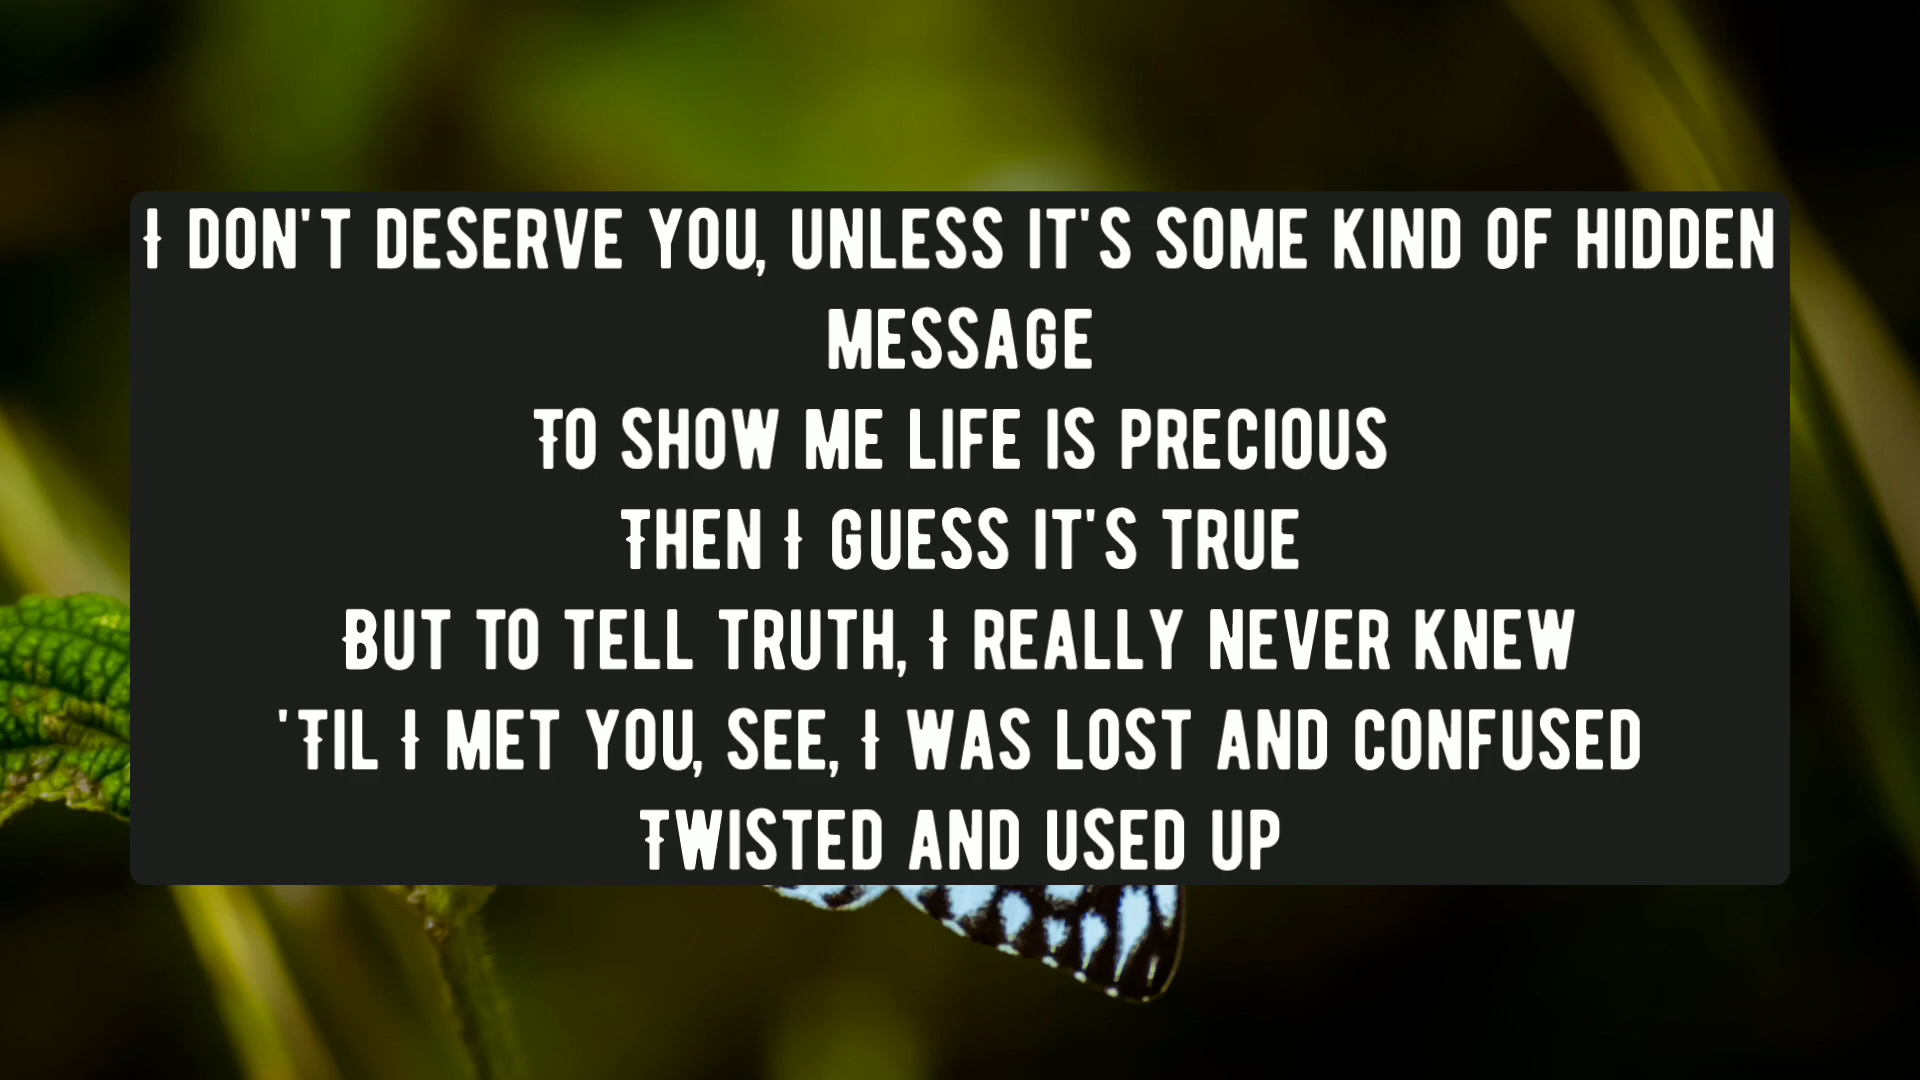 I don't deserve you, unless it's some kind of hidden
message
To show me life is precious
Then I guess it's true
But to tell truth, I really never knew
'Til I met you, see, I was lost and confused
Twisted and used up